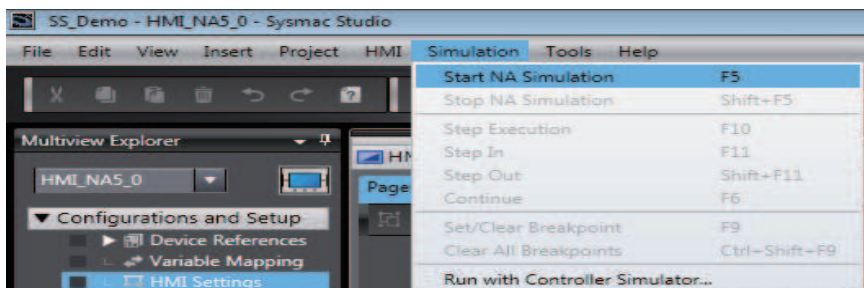 SS_Demo - HMI_NA5_0 - Sysmac Studio
File Edit View Insert Project HMI Simulation Tools Help
Start NA Simulation F5
Stop NA Simulation Shift+F5
Step Execution F10
Step In F11
Step Out Shift+F11
Continue F6
Set/Clear Breakpoint F9
Clear All Breakpoints Ctrl+Shift+F9
Run with Controller Simulator...
Multiview Explorer
HMI_NA5_0
Configurations and Setup
Device References
Variable Mapping
HMI Settings
Page